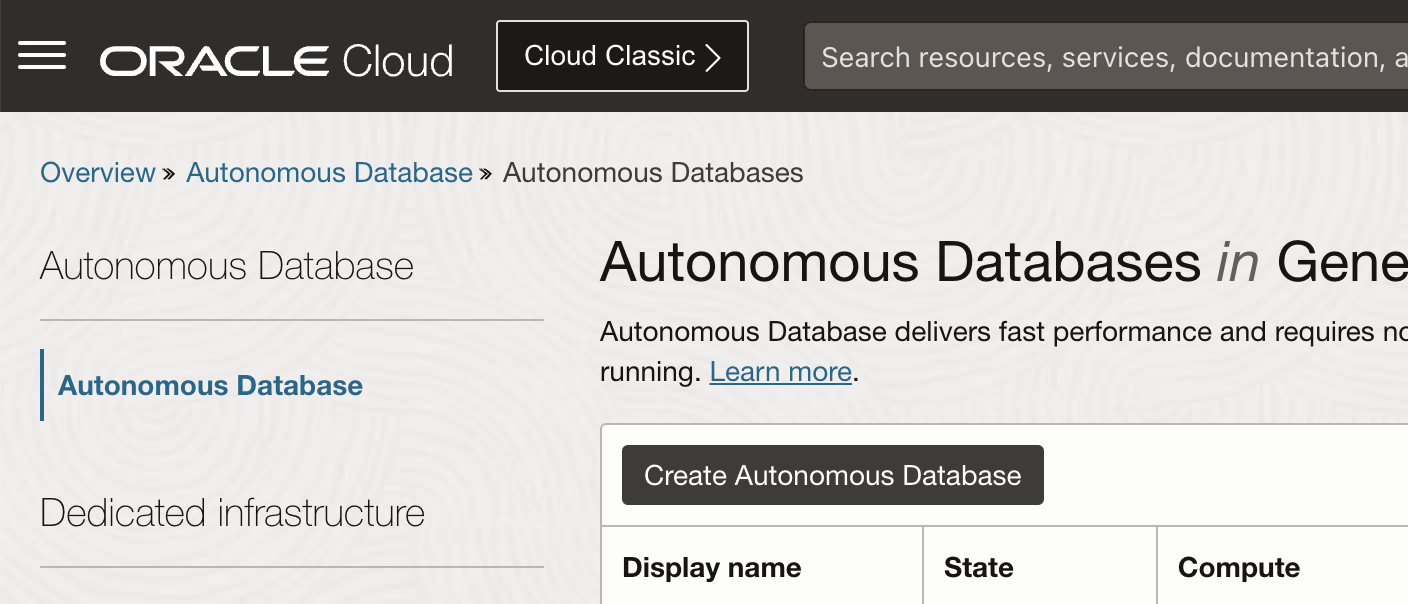 ORACLE Cloud
Cloud Classic
Search resources, services, documentation, a
Overview » Autonomous Database » Autonomous Databases
Autonomous Database
Autonomous Database
Dedicated infrastructure
Autonomous Databases in Gene
Autonomous Database delivers fast performance and requires no
running. Learn more.
Create Autonomous Database
Display name
State
Compute